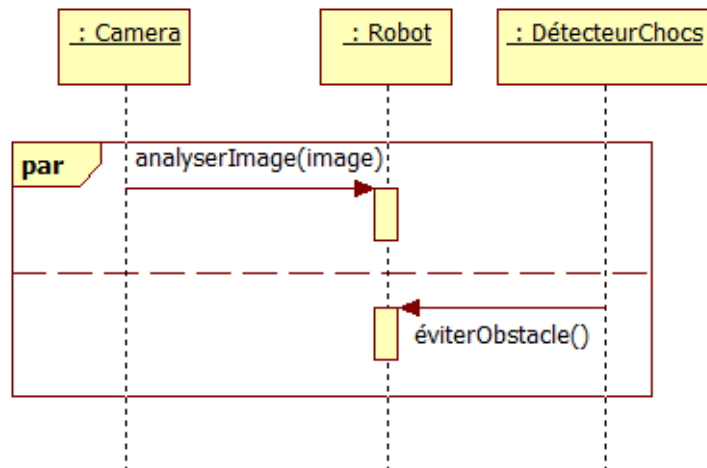 : Camera
: Robot
: DétecteurChocs
par
analyserImage(image)
éviterObstacle()